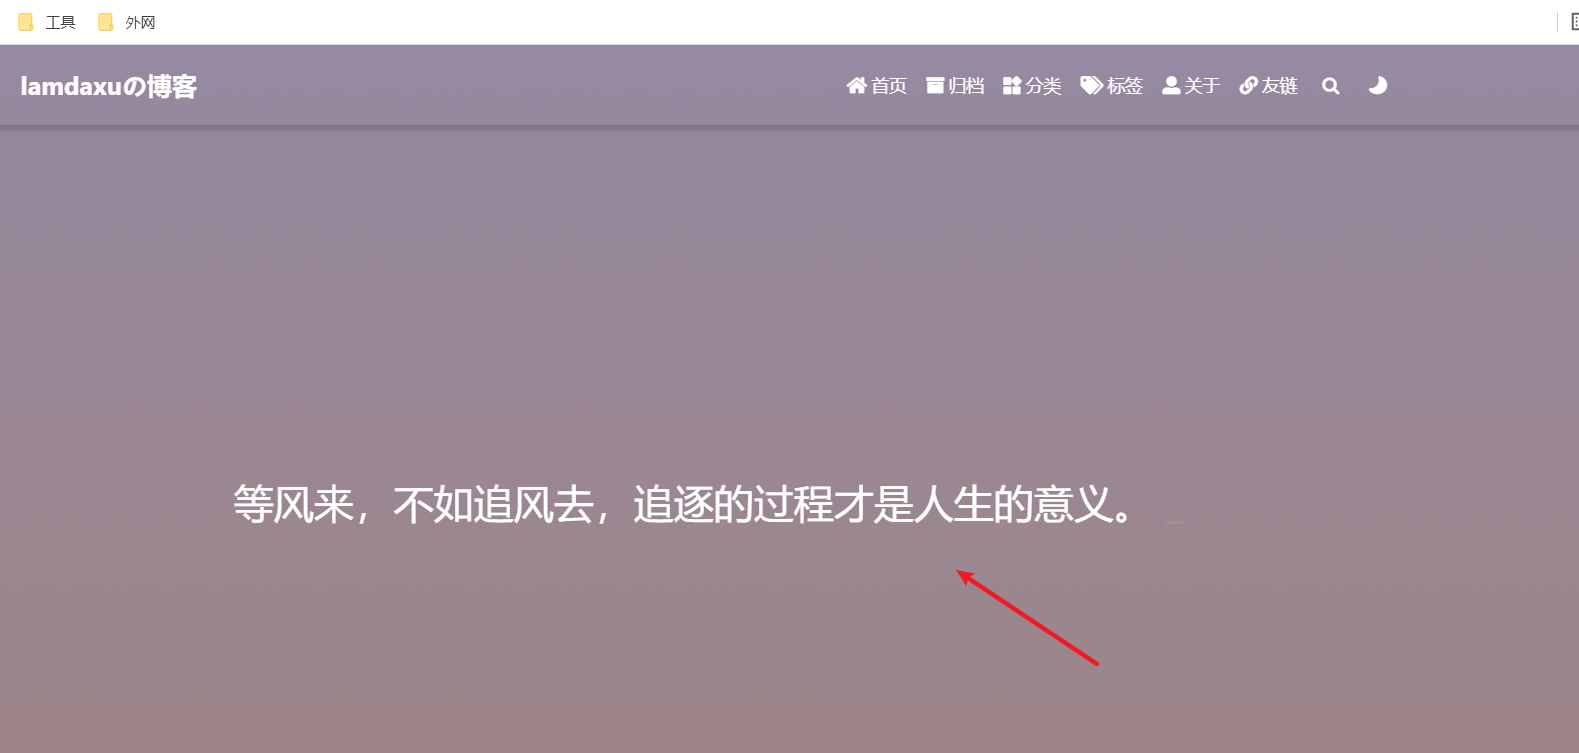 工具 外网
lamdaxuの博客 首页 归档 分类 标签 关于 友链
等风来，不如追风去，追逐的过程才是人生的意义。_